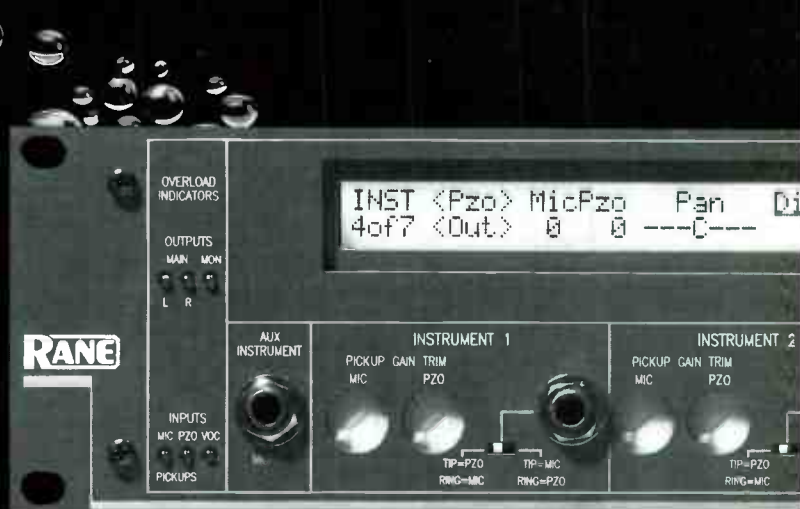 OVERLOAD
INDICATORS
OUTPUTS
MAIN MON
L R
INST <Pzo> MicPzo Pan Di
4of7 <Out> 0 0 ---C---
RANE
AUX
INSTRUMENT
INSTRUMENT 1
PICKUP GAIN TRIM
MIC PZO
TIP=PZO TIP=MIC
RING=MIC RING=PZO
INSTRUMENT 2
PICKUP GAIN TRIM
MIC PZO
TIP=PZO
RING=MIC
INPUTS
MIC PZO VOC
PICKUPS